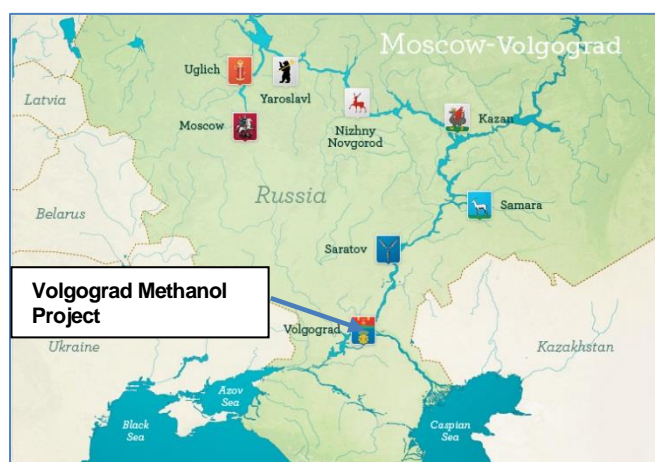 Moscow-Volgograd
Uglich
Yaroslavl
Latvia
Moscow
Nizhny
Novgorod
Kazan
Russia
Belarus
Samara
Saratov
Volgograd Methanol
Project
Volgograd
Ukraine
Kazakhstan
Azov
Sea
Black
Sea
Caspian
Sea